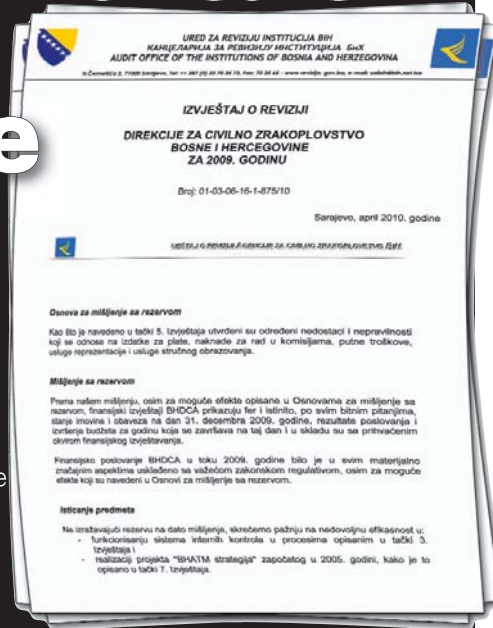 URED ZA REVIZIJU INSTITUCIJA BIH
КАНЦЕЛАРИЈА ЗА РЕВИЗИЈУ ИНСТИТУЦИЈА БиХ
AUDIT OFFICE OF THE INSTITUTIONS OF BOSNIA AND HERZEGOVINA
e
IZVJEŠTAJ O REVIZIJI
DIREKCIJE ZA CIVILNO ZRAKOPLOVSTVO
BOSNE I HERCEGOVINE
ZA 2009. GODINU
Broj: 01-03-06-16-1-875/10
Sarajevo, april 2010. godine
Osnova za mišljenje sa rezervom
Kao što je navedeno u tački 5. Izvještaja utvrđeni su određeni nedostaci i nepravilnosti
koji se odnose na izdatke za plate, naknade za rad u komisijama, putne troškove,
usluge reprezentacije i usluge stručnog obrazovanja.
Mišljenje sa rezervom
Prema našem mišljenju, osim za moguće efekta opisane u Osnovama za mišljenje sa
rezervom, finansijski izvještaji BHDCA prikazuju fer i istinito, po svim bitnim pitanjima,
stanje imovine i obaveza na dan 31. decembra 2009. godine, rezultate poslovanja i
izvršenje budžeta za godinu koja se završava na taj dan i u skladu su sa prihvaćenim
okvirom finansijskog izvještavanja.
e
Finansijsko poslovanje BHDCA u toku 2009. godine bilo je u svim materijalno
značajnim aspektima usklađeno sa važećom zakonskom regulativom, osim za moguće
efekte koji su navedeni u Osnovi za mišljenje sa rezervom.
Isticanje predmeta
Ne izražavajući rezervu na dato mišljenje, skrećemo pažnju na nedovoljnu efikasnost u:
- funkcionisanju sistema internih kontrola u procesima opisanim u tački 3.
Izvještaja i
- realizaciji projekta "BHATM strategija" započetog u 2005. godini, kako je to
opisano u tački 7. Izvještaja.